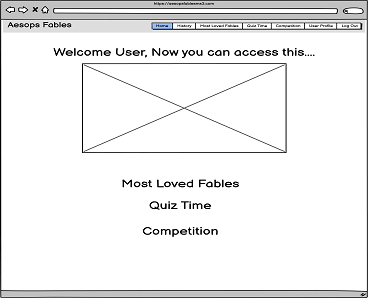 https://aesopsfablesms2.com
Aesops Fables
Home History Most Loved Fables Quiz Time Competition User Profile Log Out
Welcome User, Now you can access this....
Most Loved Fables
Quiz Time
Competition